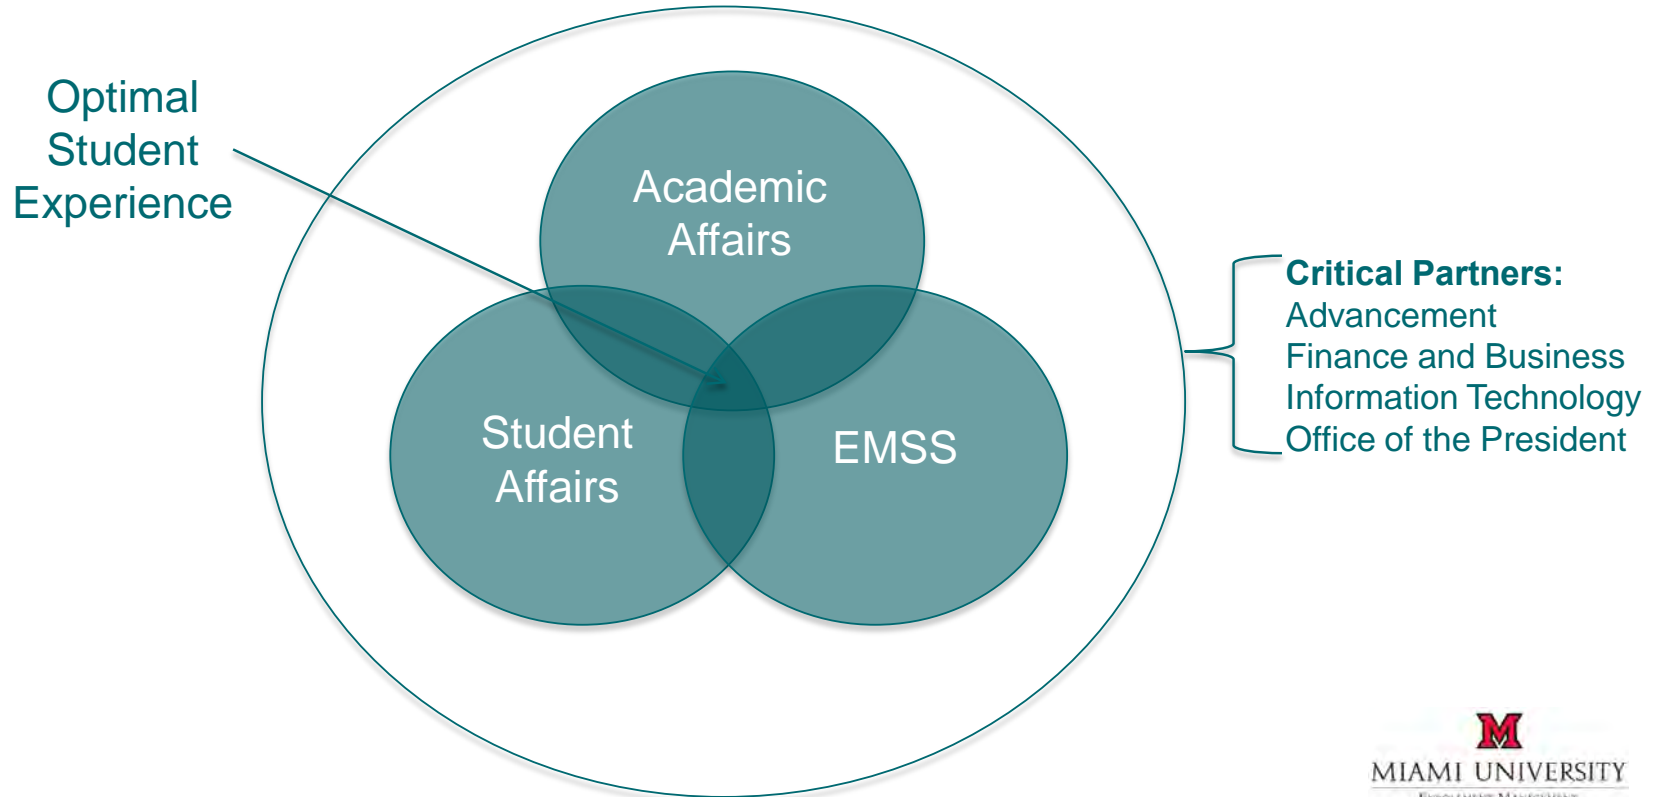 Optimal
Student
Experience
Academic
Affairs
Student
Affairs
EMSS
Critical Partners:
Advancement
Finance and Business
Information Technology
Office of the President
M
MIAMI UNIVERSITY